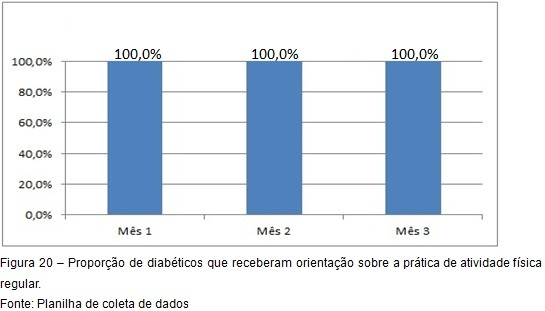 100,0% 100,0% 100,0%
100,0%
80,0%
60,0%
40,0%
20,0%
0,0%
Mês 1 Mês 2 Mês 3
Figura 20 – Proporção de diabéticos que receberam orientação sobre a prática de atividade física
regular.
Fonte: Planilha de coleta de dados